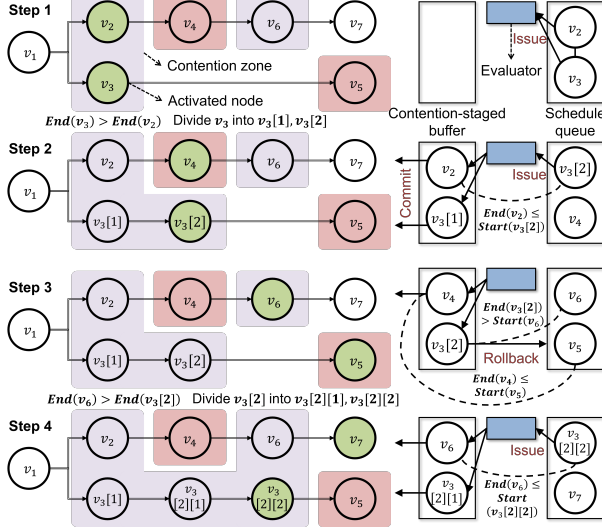 Step 1
v₁
v₂
v₄
v₆
v₇
v₃
v₅
Contention zone
Activated node
Issue
Evaluator
v₂
v₃
Contention-staged buffer
Schedule queue
End(v₃) > End(v₂) Divide v₃ into v₃[1], v₃[2]
Step 2
v₁
v₂
v₄
v₆
v₇
v₃[1]
v₃[2]
v₅
Commit
v₂
v₃[1]
Issue
v₃[2]
v₄
End(v₂) ≤
Start(v₃[2])
Step 3
v₁
v₂
v₄
v₆
v₇
v₃[1]
v₃[2]
v₅
v₄
v₃[2]
End(v₃[2])
> Start(v₆)
Rollback
v₆
v₅
End(v₄) ≤
Start(v₅)
End(v₆) > End(v₃[2]) Divide v₃[2] into v₃[2][1], v₃[2][2]
Step 4
v₁
v₂
v₄
v₆
v₇
v₃[1]
v₃
[2][1]
v₃
[2][2]
v₅
v₆
v₃
[2][1]
Issue
v₃
[2][2]
v₇
End(v₆) ≤
Start
(v₃[2][2])